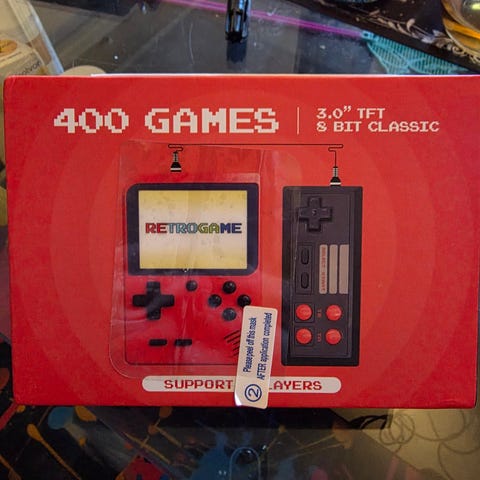 400 GAMES
3.0” TFT
8 BIT CLASSIC
RETROGAME
Please peel off this mask
② AFTER application completed
SUPPORT AYERS